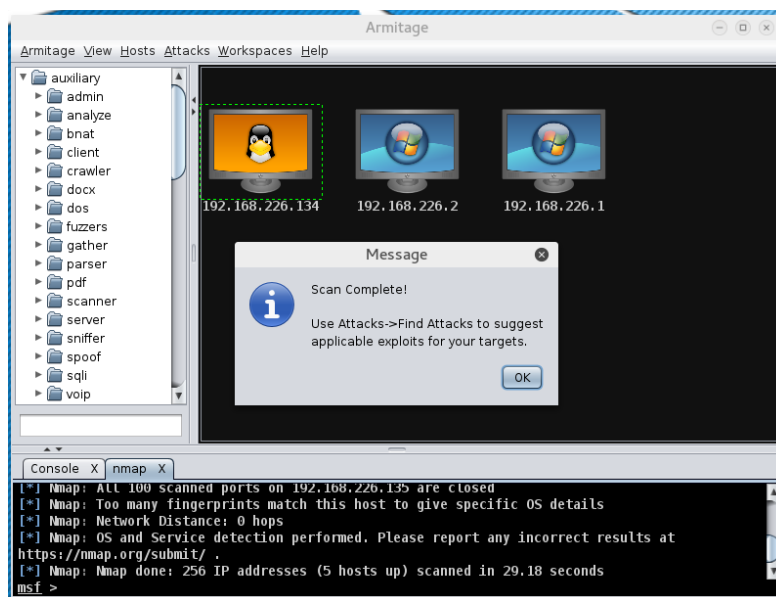 Armitage
Armitage View Hosts Attacks Workspaces Help
auxiliary
admin
analyze
bnat
client
crawler
docx
dos
fuzzers
gather
parser
pdf
scanner
server
sniffer
spoof
sqli
voip
192.168.226.134
192.168.226.2
192.168.226.1
Message
Scan Complete!
Use Attacks->Find Attacks to suggest
applicable exploits for your targets.
OK
Console X
nmap X
[*] Nmap: All 100 scanned ports on 192.168.226.135 are closed
[*] Nmap: Too many fingerprints match this host to give specific OS details
[*] Nmap: Network Distance: 0 hops
[*] Nmap: OS and Service detection performed. Please report any incorrect results at
https://nmap.org/submit/ .
[*] Nmap: Nmap done: 256 IP addresses (5 hosts up) scanned in 29.18 seconds
msf >